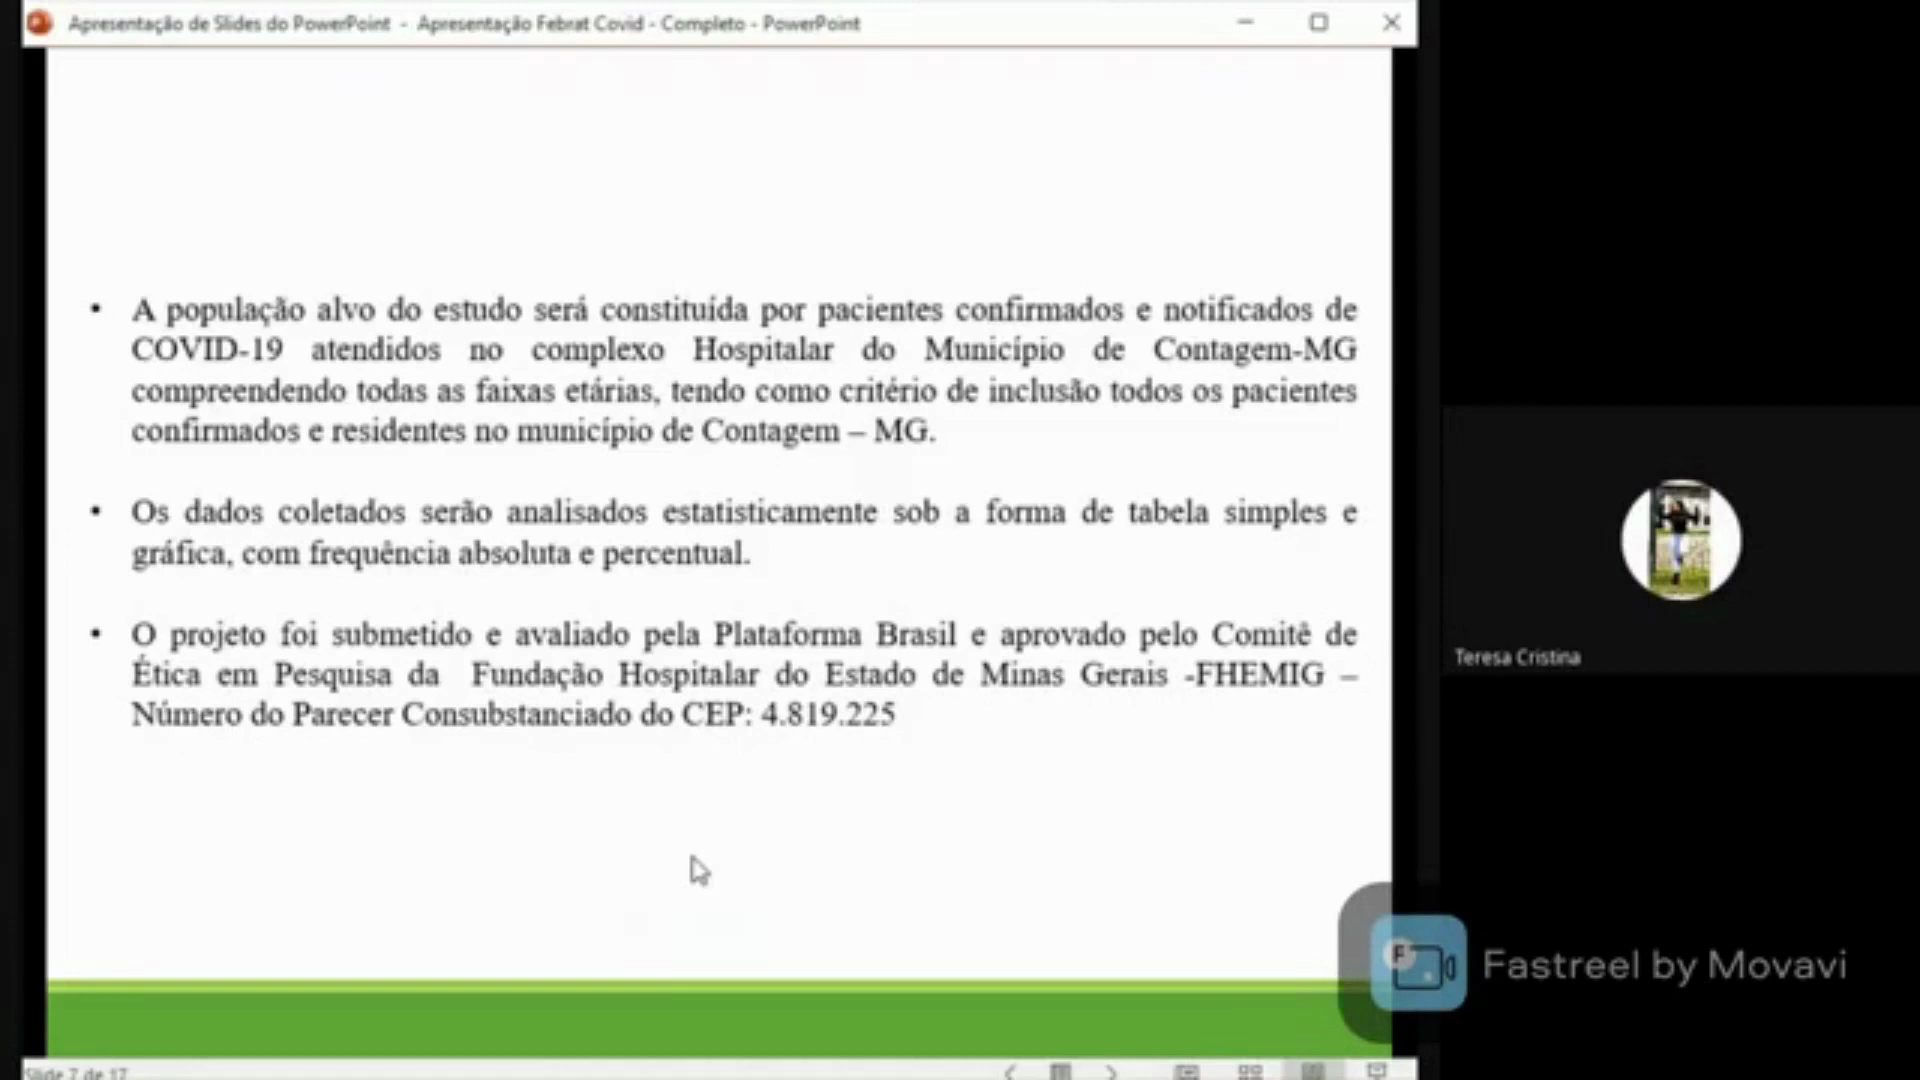 Apresentação de Slides do PowerPoint - Apresentação Febrat Covid - Completo - PowerPoint
• A população alvo do estudo será constituída por pacientes confirmados e notificados de
COVID-19 atendidos no complexo Hospitalar do Município de Contagem-MG
compreendendo todas as faixas etárias, tendo como critério de inclusão todos os pacientes
confirmados e residentes no município de Contagem – MG.
• Os dados coletados serão analisados estatisticamente sob a forma de tabela simples e
gráfica, com frequência absoluta e percentual.
• O projeto foi submetido e avaliado pela Plataforma Brasil e aprovado pelo Comitê de
Ética em Pesquisa da Fundação Hospitalar do Estado de Minas Gerais -FHEMIG –
Número do Parecer Consubstanciado do CEP: 4.819.225
Teresa Cristina
F
Fastreel by Movavi
Slide 7 de 17